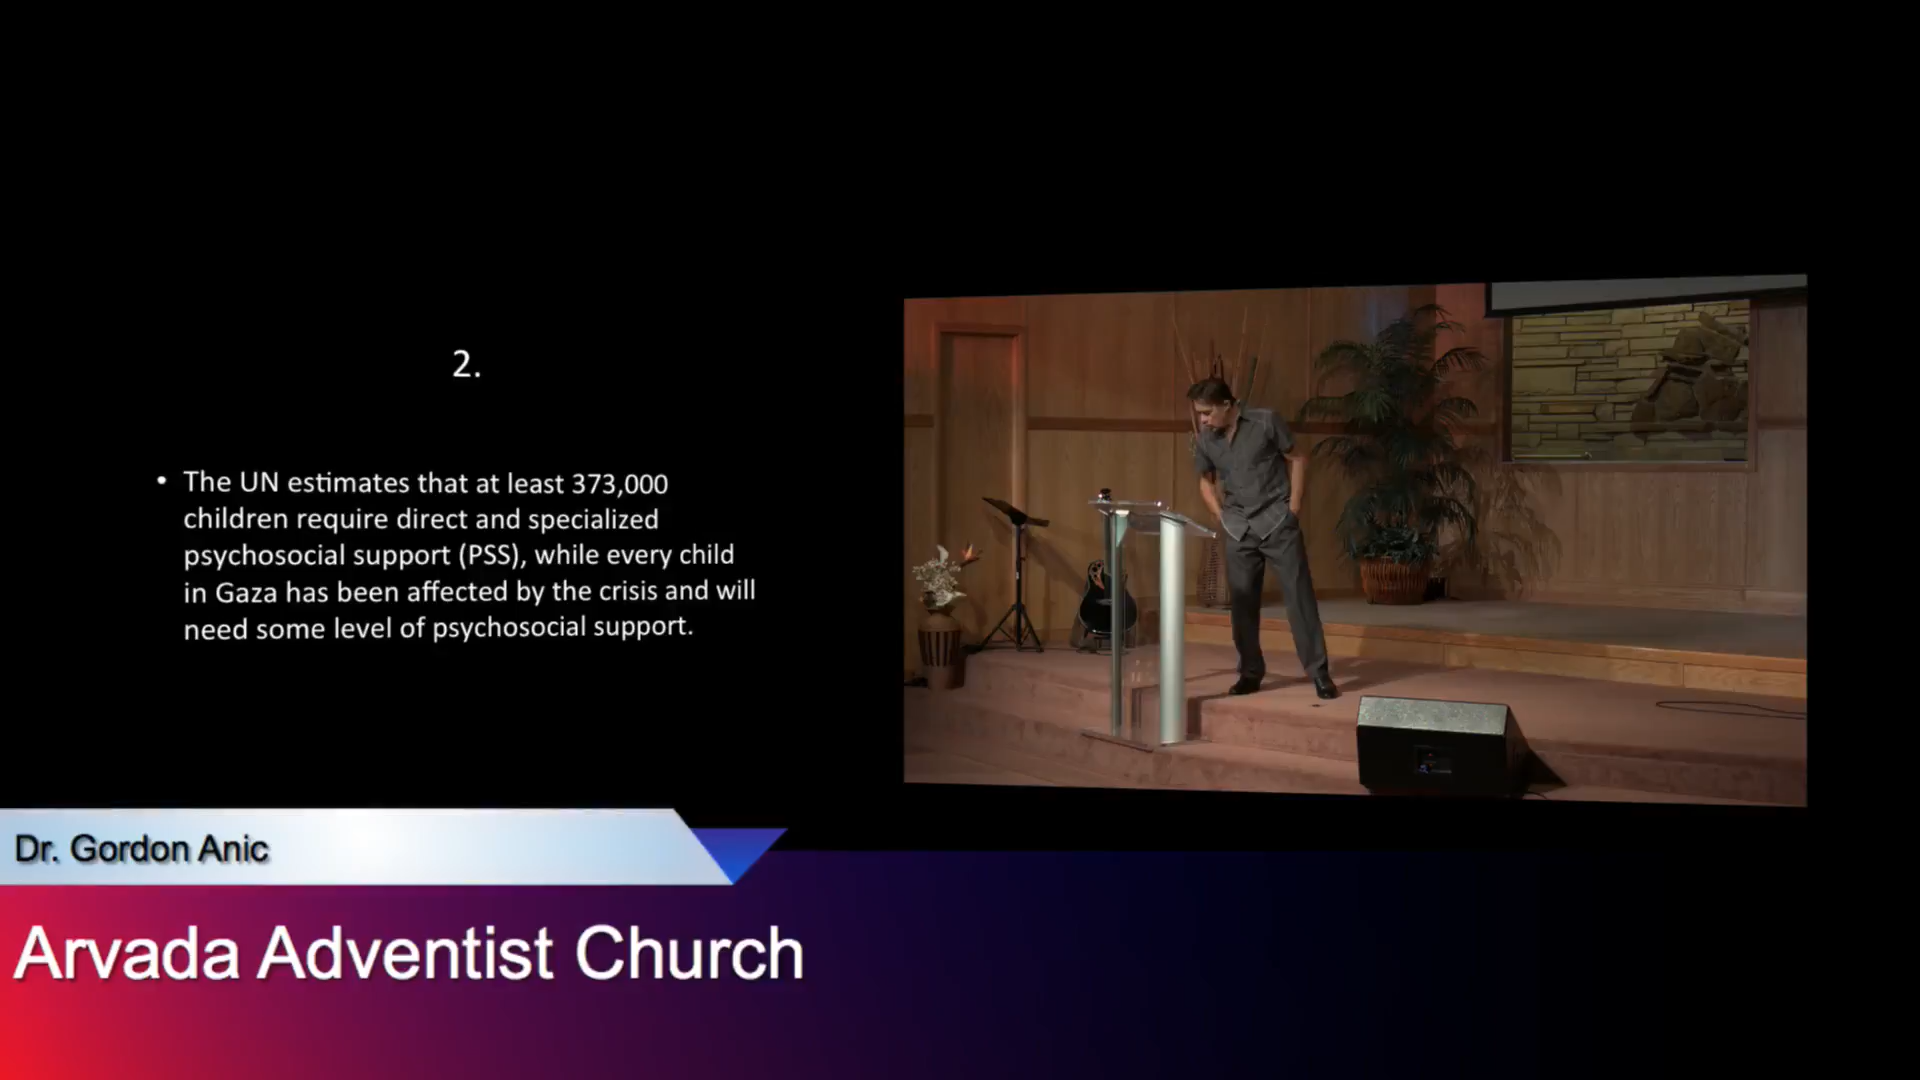 2.
• The UN estimates that at least 373,000
children require direct and specialized
psychosocial support (PSS), while every child
in Gaza has been affected by the crisis and will
need some level of psychosocial support.
Dr. Gordon Anic
Arvada Adventist Church